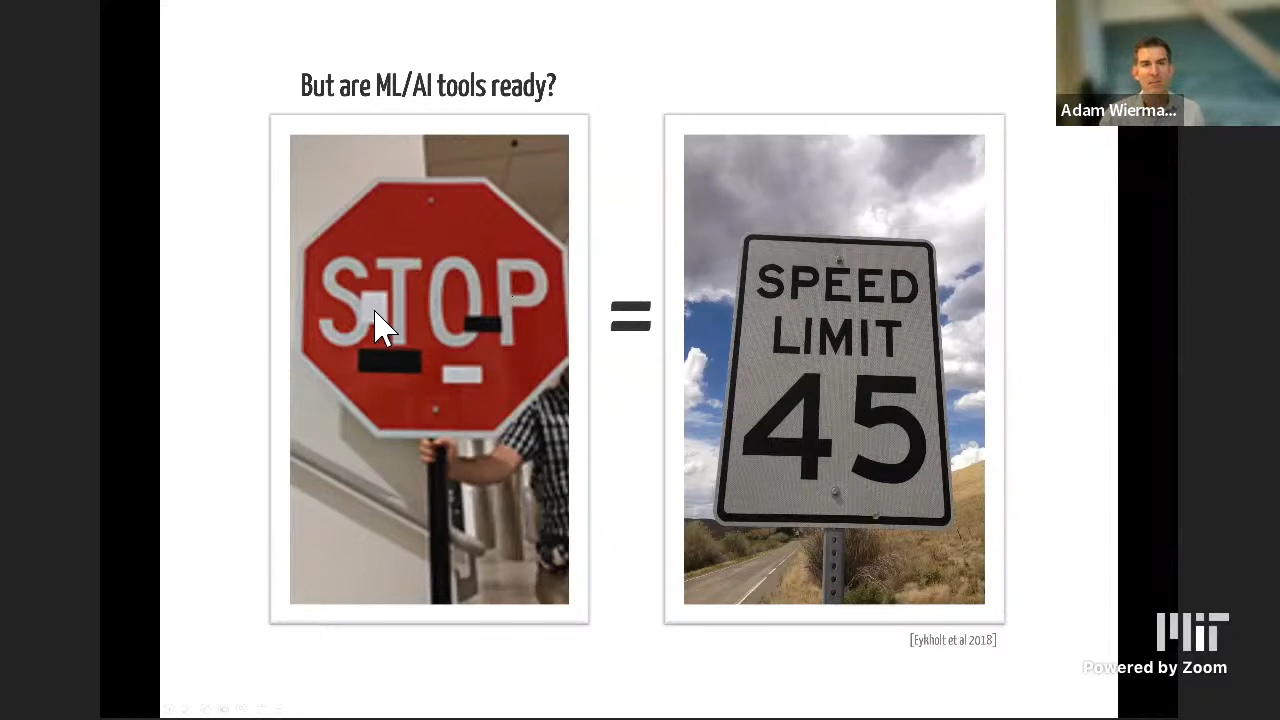 But are ML/AI tools ready?
Adam Wierma...
STOP
=
SPEED
LIMIT
45
[Eykholt et al 2018]
MIT
Powered by Zoom